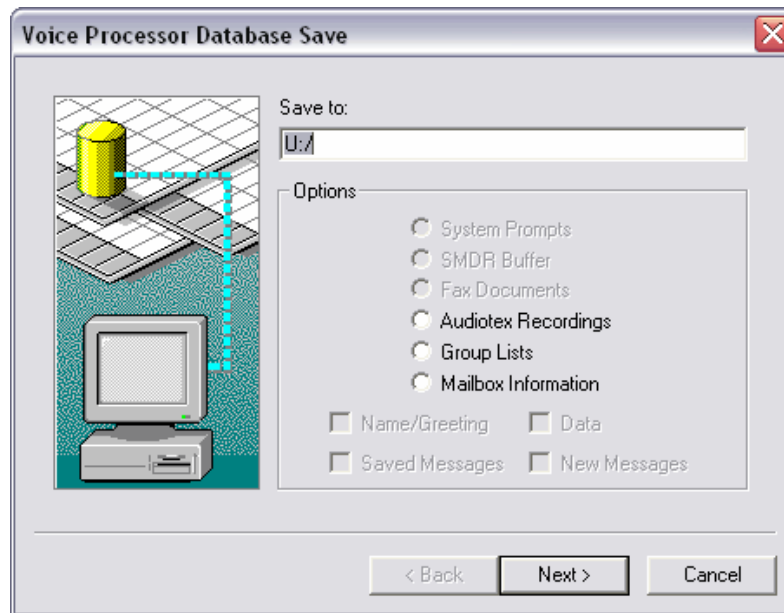 Voice Processor Database Save
Save to:
U:/
Options
System Prompts
SMDR Buffer
Fax Documents
Audiotex Recordings
Group Lists
Mailbox Information
Name/Greeting Data
Saved Messages New Messages
< Back Next > Cancel